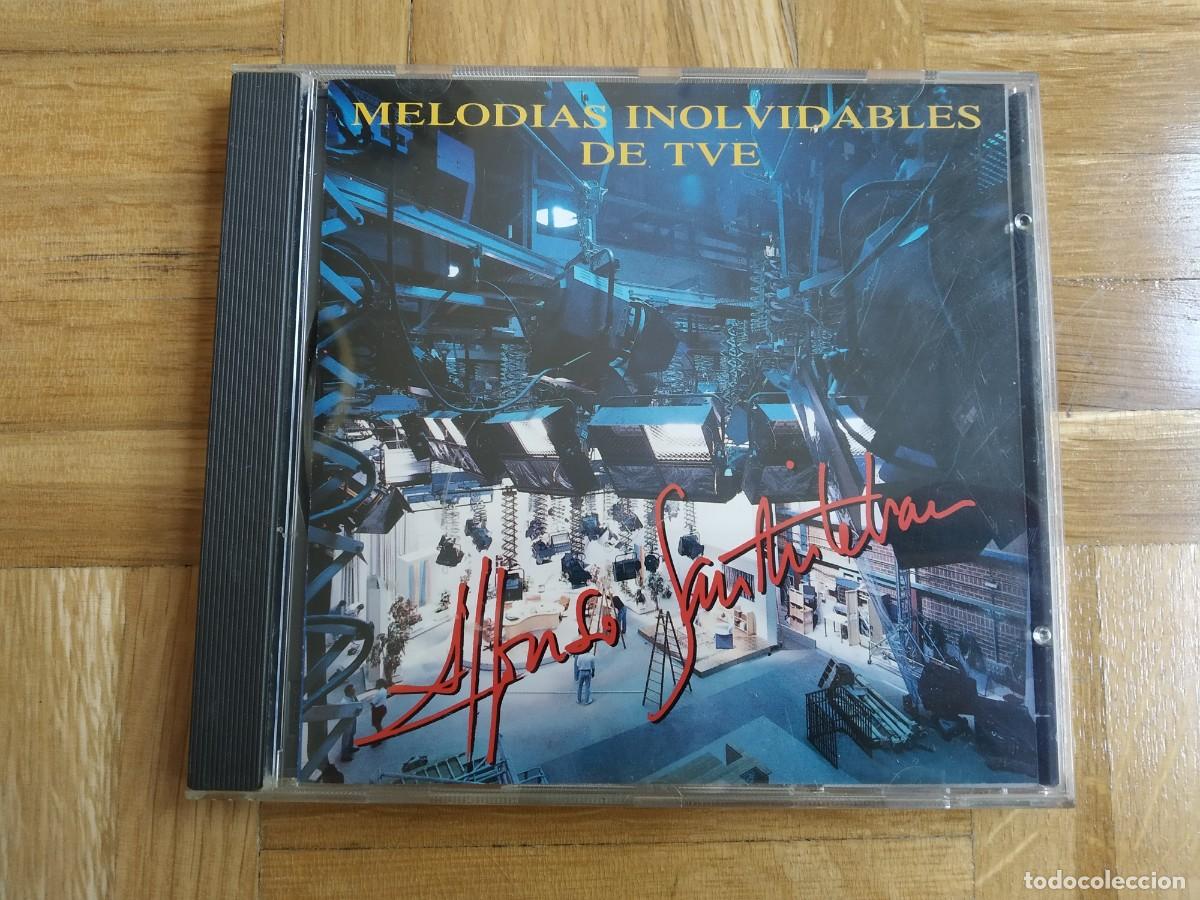 MELODIAS INOLVIDABLES
DE TVE
Alfonso Santisteban
todocoleccion